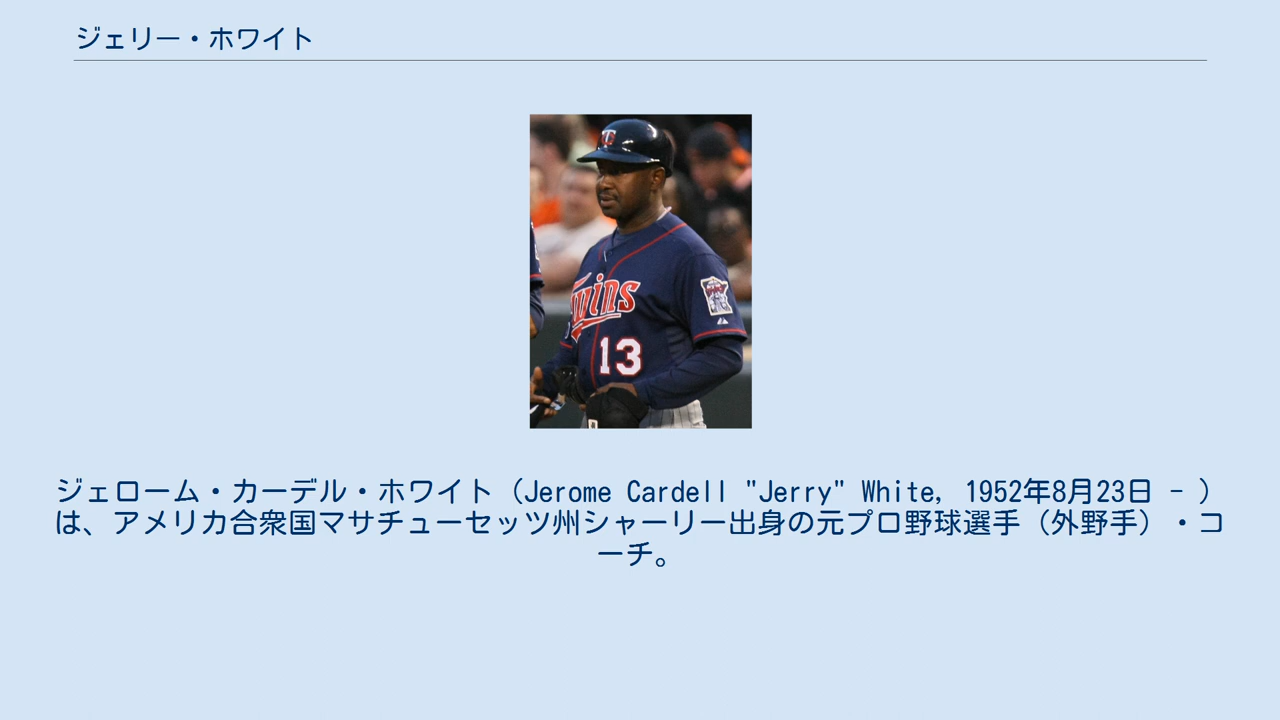 ジェリー・ホワイト
T
Twins
13
ジェローム・カーデル・ホワイト（Jerome Cardell "Jerry" White, 1952年8月23日 - ）
は、アメリカ合衆国マサチューセッツ州シャーリー出身の元プロ野球選手（外野手）・コ
ーチ。